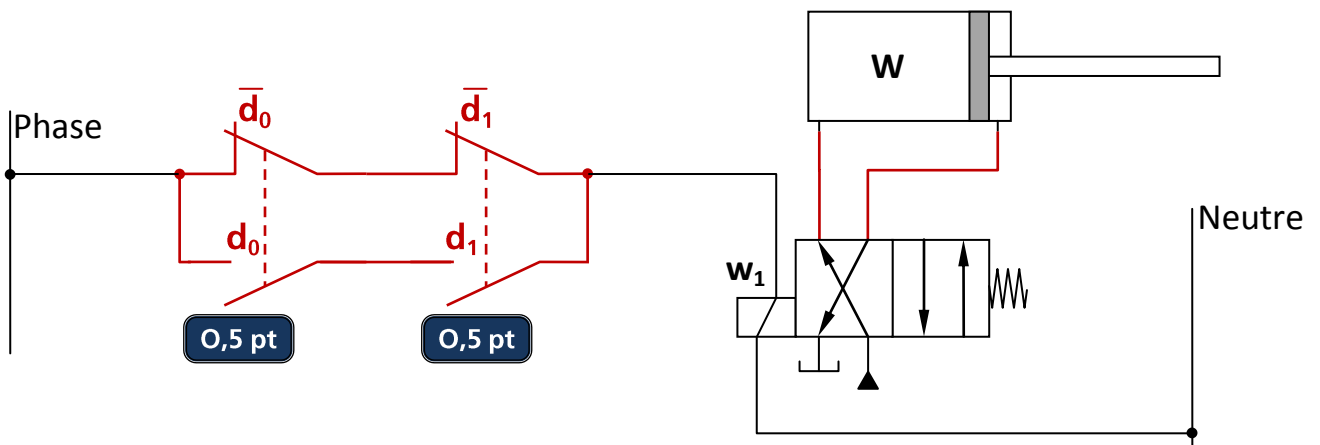 W
d̅₀
d̅₁
Phase
Neutre
d₀
d₁
w₁
O,5 pt
O,5 pt